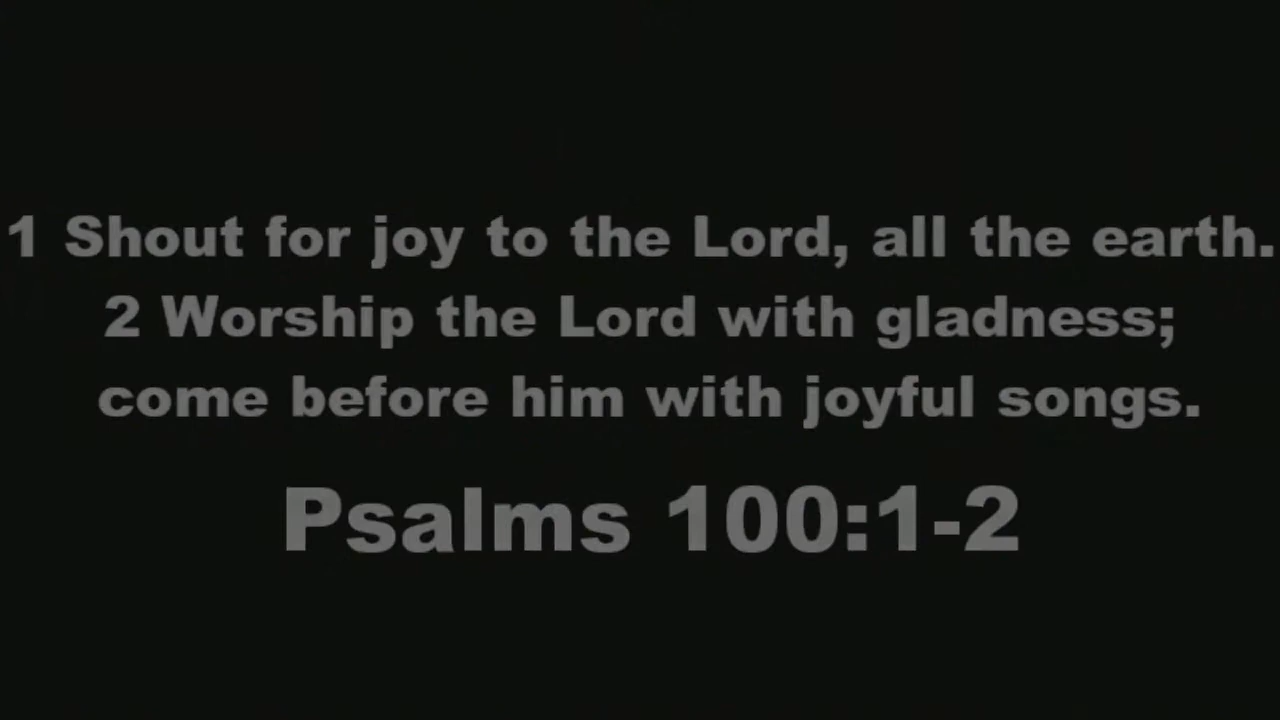 1 Shout for joy to the Lord, all the earth.
2 Worship the Lord with gladness;
come before him with joyful songs.
Psalms 100:1-2